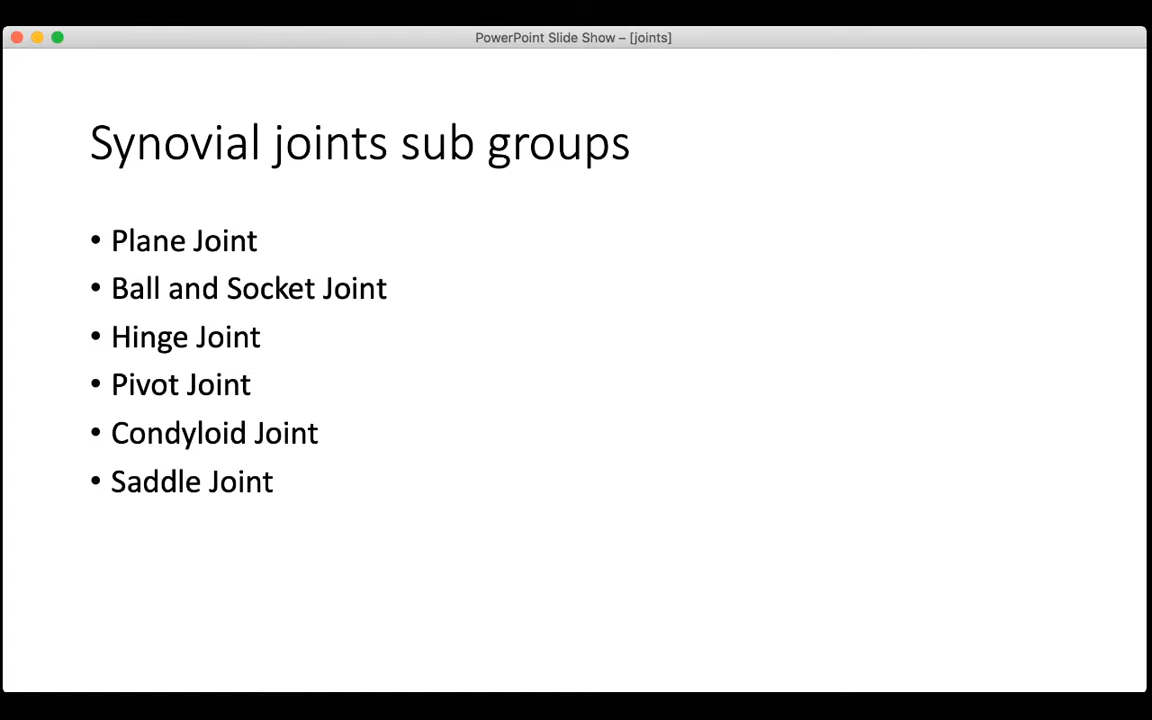 PowerPoint Slide Show – [joints]
Synovial joints sub groups
• Plane Joint
• Ball and Socket Joint
• Hinge Joint
• Pivot Joint
• Condyloid Joint
• Saddle Joint